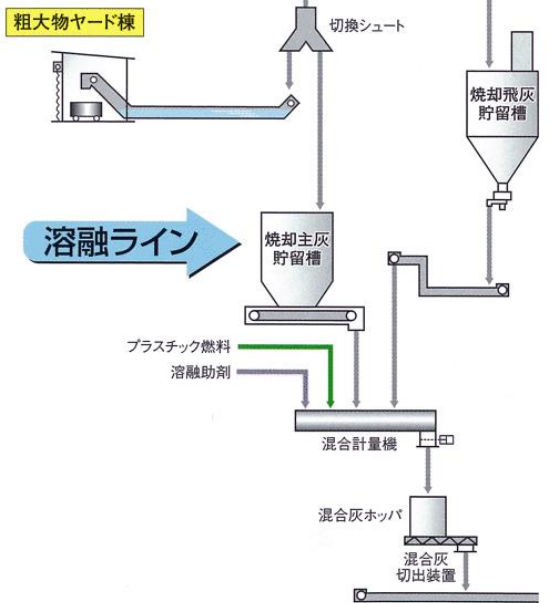 粗大物ヤード棟
切換シュート
焼却飛灰
貯留槽
溶融ライン
焼却主灰
貯留槽
プラスチック燃料
溶融助剤
混合計量機
混合灰ホッパ
混合灰
切出装置